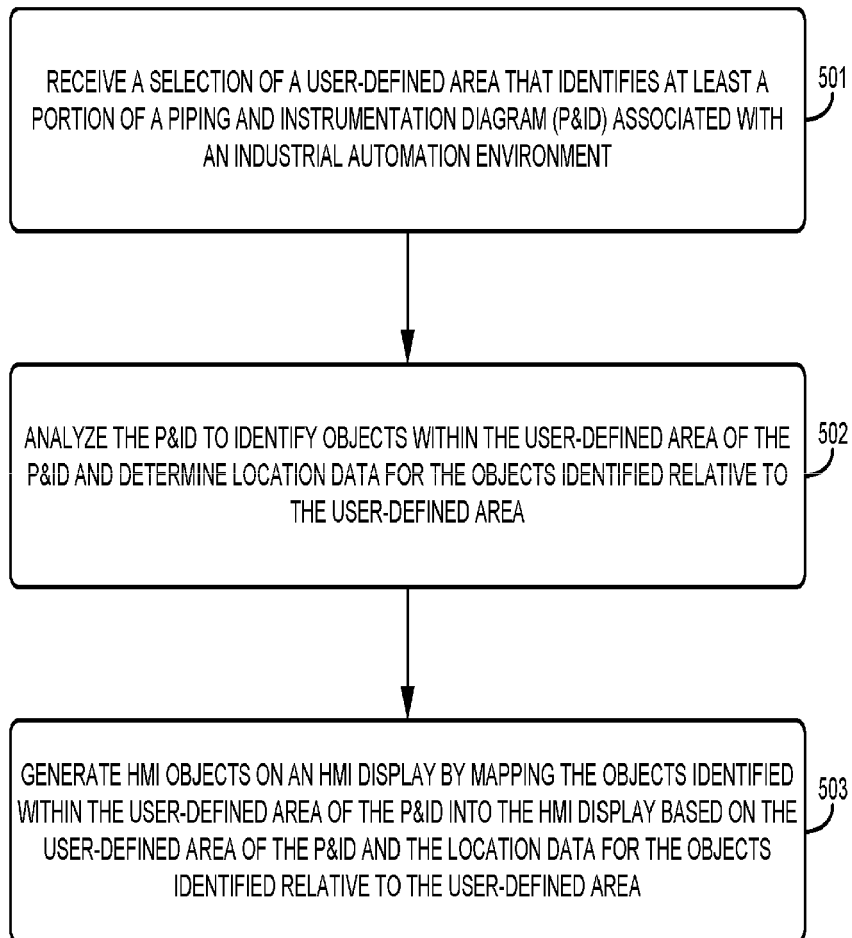 RECEIVE A SELECTION OF A USER-DEFINED AREA THAT IDENTIFIES AT LEAST A
PORTION OF A PIPING AND INSTRUMENTATION DIAGRAM (P&ID) ASSOCIATED WITH
AN INDUSTRIAL AUTOMATION ENVIRONMENT
501
ANALYZE THE P&ID TO IDENTIFY OBJECTS WITHIN THE USER-DEFINED AREA OF THE
P&ID AND DETERMINE LOCATION DATA FOR THE OBJECTS IDENTIFIED RELATIVE TO
THE USER-DEFINED AREA
502
GENERATE HMI OBJECTS ON AN HMI DISPLAY BY MAPPING THE OBJECTS IDENTIFIED
WITHIN THE USER-DEFINED AREA OF THE P&ID INTO THE HMI DISPLAY BASED ON THE
USER-DEFINED AREA OF THE P&ID AND THE LOCATION DATA FOR THE OBJECTS
IDENTIFIED RELATIVE TO THE USER-DEFINED AREA
503